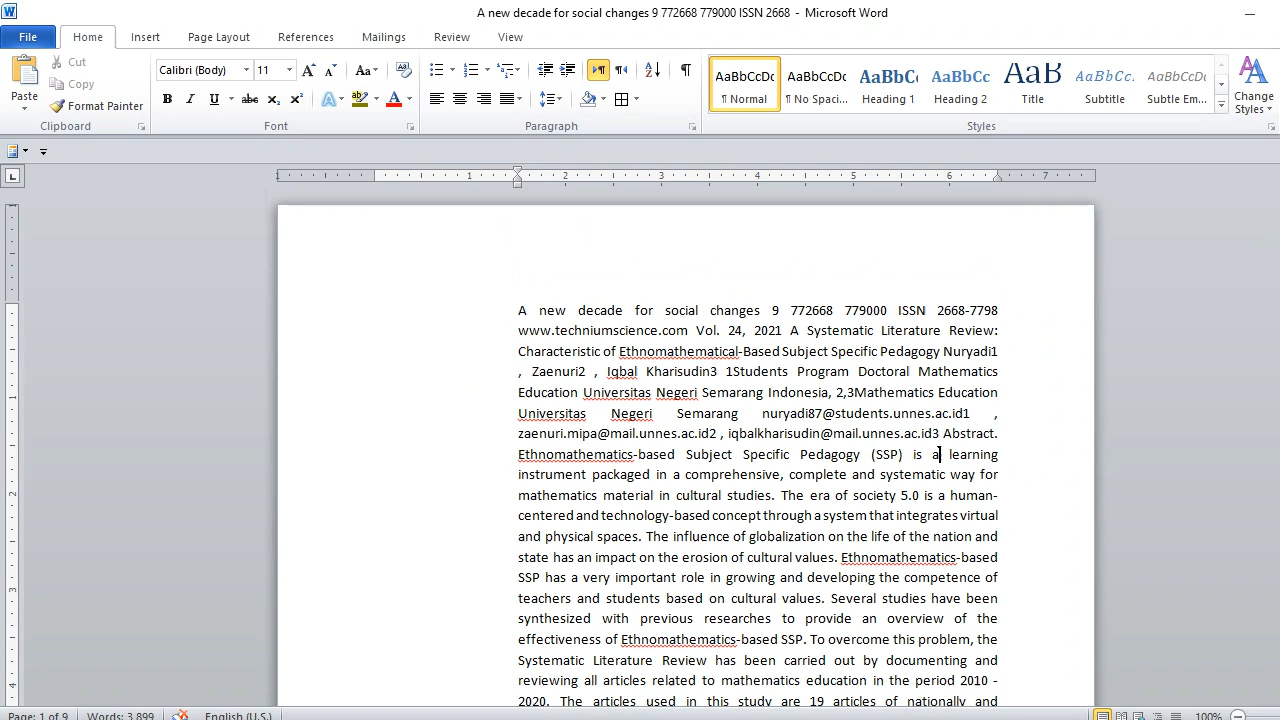 A new decade for social changes 9 772668 779000 ISSN 2668 - Microsoft Word
File Home Insert Page Layout References Mailings Review View
Paste
Cut
Copy
Format Painter
Clipboard
Calibri (Body) 11
Font
Paragraph
AaBbCcDc AaBbCcDc AaBbCc AaBbCc AaB AaBbCc. AaBbCcDc
¶ Normal ¶ No Spaci... Heading 1 Heading 2 Title Subtitle Subtle Em...
Change
Styles
Styles
1 1 2 3 4 5 6 7
A new decade for social changes 9 772668 779000 ISSN 2668-7798
www.techniumscience.com Vol. 24, 2021 A Systematic Literature Review:
Characteristic of Ethnomathematical-Based Subject Specific Pedagogy Nuryadi1
, Zaenuri2 , Iqbal Kharisudin3 1Students Program Doctoral Mathematics
Education Universitas Negeri Semarang Indonesia, 2,3Mathematics Education
Universitas Negeri Semarang nuryadi87@students.unnes.ac.id1 ,
zaenuri.mipa@mail.unnes.ac.id2 , iqbalkharisudin@mail.unnes.ac.id3 Abstract.
Ethnomathematics-based Subject Specific Pedagogy (SSP) is a learning
instrument packaged in a comprehensive, complete and systematic way for
mathematics material in cultural studies. The era of society 5.0 is a human-
centered and technology-based concept through a system that integrates virtual
and physical spaces. The influence of globalization on the life of the nation and
state has an impact on the erosion of cultural values. Ethnomathematics-based
SSP has a very important role in growing and developing the competence of
teachers and students based on cultural values. Several studies have been
synthesized with previous researches to provide an overview of the
effectiveness of Ethnomathematics-based SSP. To overcome this problem, the
Systematic Literature Review has been carried out by documenting and
reviewing all articles related to mathematics education in the period 2010 -
2020. The articles used in this study are 19 articles of nationally and
1
2
3
4
Page: 1 of 9 Words: 3,899 English (U.S.) 100%